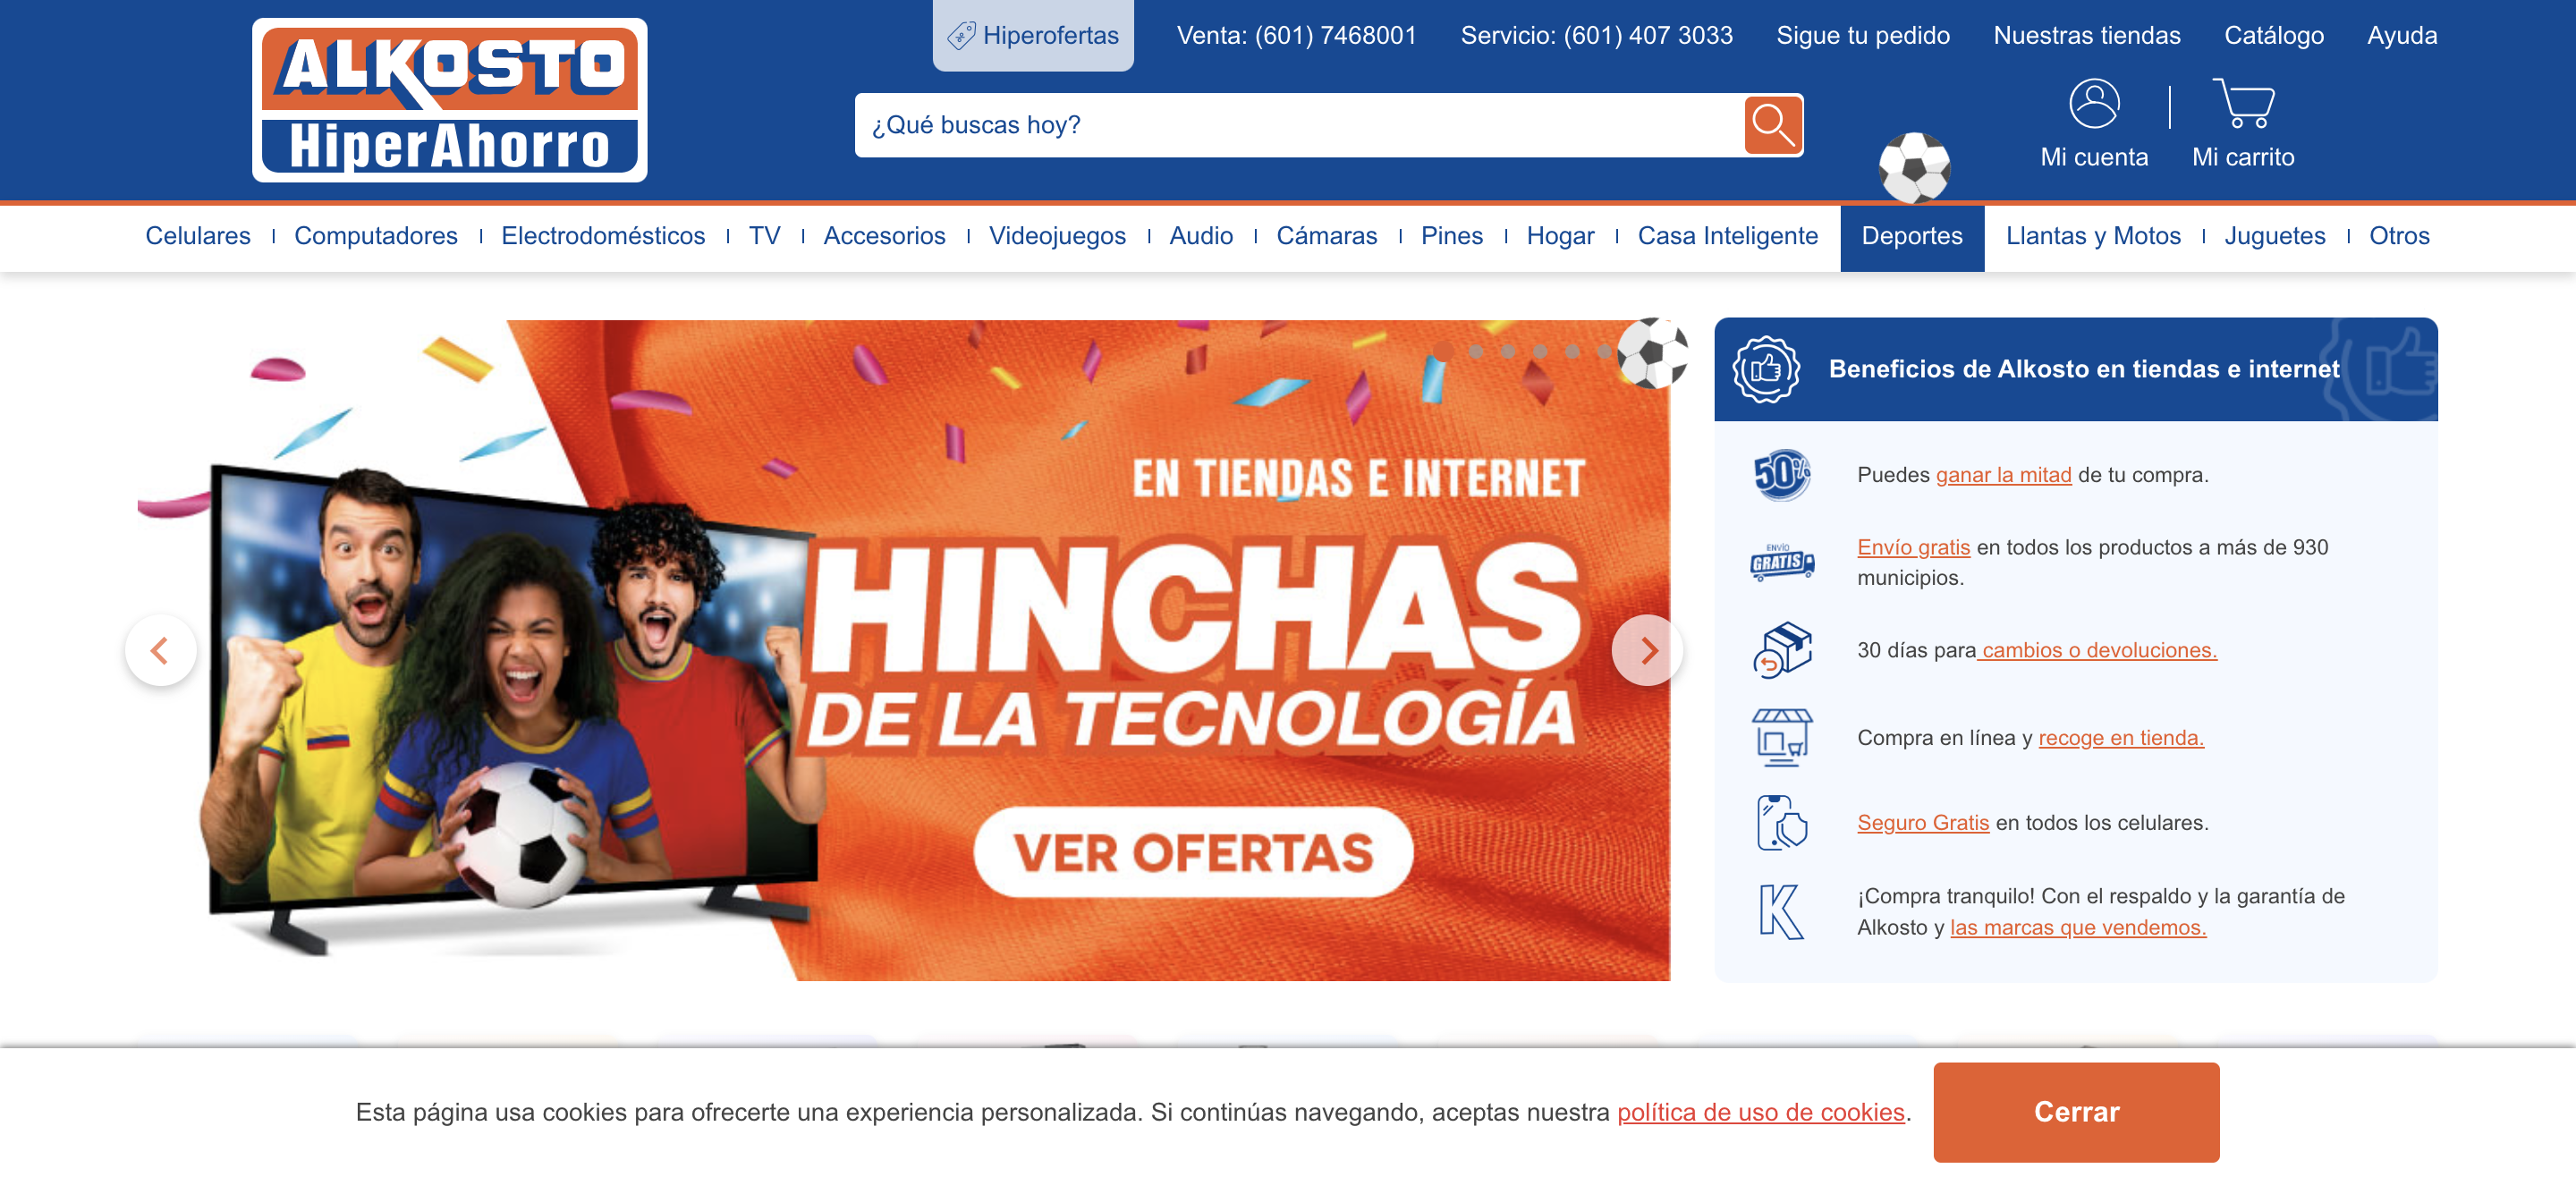 ALKOSTO
HiperAhorro
Hiperofertas
Venta: (601) 7468001
Servicio: (601) 407 3033
Sigue tu pedido
Nuestras tiendas
Catálogo
Ayuda
¿Qué buscas hoy?
Mi cuenta
Mi carrito
Celulares
Computadores
Electrodomésticos
TV
Accesorios
Videojuegos
Audio
Cámaras
Pines
Hogar
Casa Inteligente
Deportes
Llantas y Motos
Juguetes
Otros
EN TIENDAS E INTERNET
HINCHAS
DE LA TECNOLOGÍA
VER OFERTAS
Beneficios de Alkosto en tiendas e internet
50%
Puedes ganar la mitad de tu compra.
ENVÍO
GRATIS
Envío gratis en todos los productos a más de 930
municipios.
30 días para cambios o devoluciones.
Compra en línea y recoge en tienda.
Seguro Gratis en todos los celulares.
K
¡Compra tranquilo! Con el respaldo y la garantía de
Alkosto y las marcas que vendemos.
Esta página usa cookies para ofrecerte una experiencia personalizada. Si continúas navegando, aceptas nuestra política de uso de cookies.
Cerrar